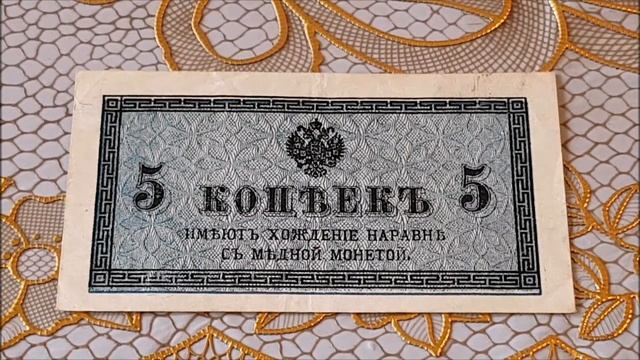 5 КОПѢЕКЪ 5
ИМѢЮТЪ ХОЖДЕНІЕ НАРАВНѢ
СЪ МѢДНОЙ МОНЕТОЙ.